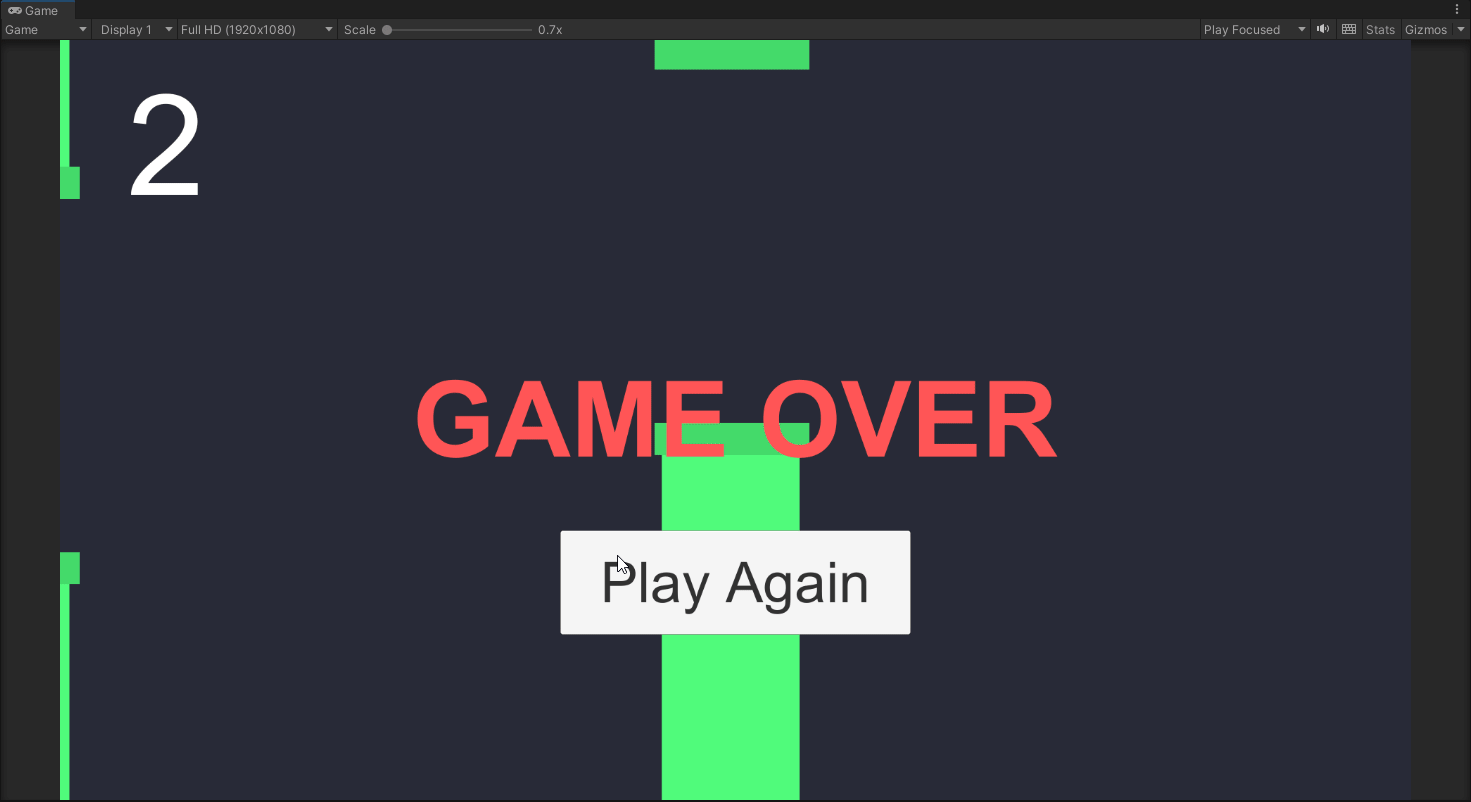 Game
Game Display 1 Full HD (1920x1080) Scale 0.7x Play Focused Stats Gizmos
2
GAME OVER
Play Again